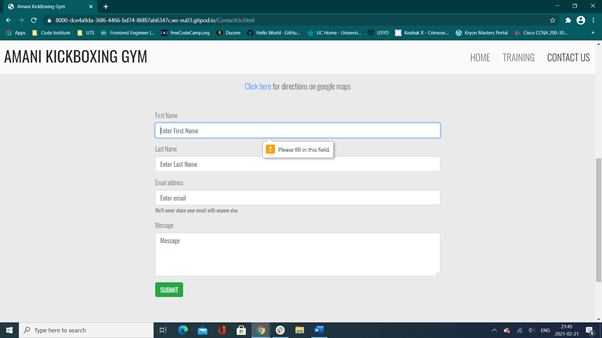 Amani Kickboxing Gym
8000-dce4a9da-36f6-4466-bd74-86f87ab6347c.ws-eu03.gitpod.io/ContactUs.html
Apps Code Institute UTS Frontend Engineer (... freeCodeCamp.org Ducere Hello World - GitHu... UC Home - Universi... USYD Keahak X - Crimson... Kryon Masters Portal Cisco CCNA 200-30...
AMANI KICKBOXING GYM HOME TRAINING CONTACT US
Click here for directions on google maps
First Name
Enter First Name
Please fill in this field.
Last Name
Enter Last Name
Email address
Enter email
We'll never share your email with anyone else.
Message
Message
SUBMIT
Type here to search
ENG
21:45
2021-02-21